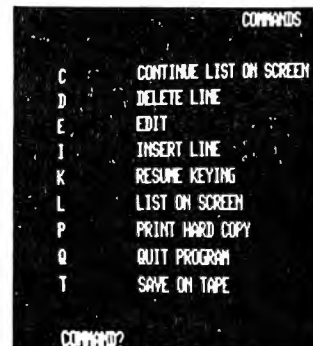 COMMANDS
C CONTINUE LIST ON SCREEN
D DELETE LINE
E EDIT
I INSERT LINE
K RESUME KEYING
L LIST ON SCREEN
P PRINT HARD COPY
Q QUIT PROGRAM
T SAVE ON TAPE
COMMAND?